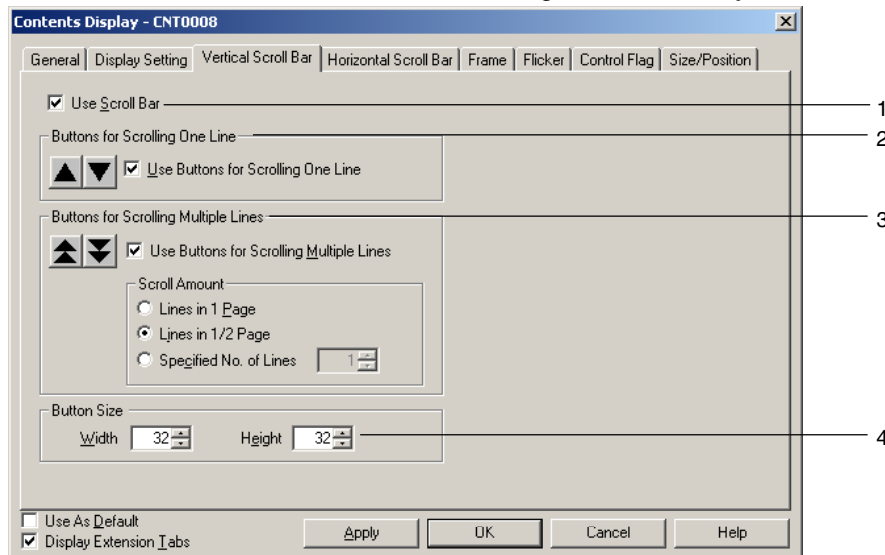 Contents Display - CNT0008
General Display Setting Vertical Scroll Bar Horizontal Scroll Bar Frame Flicker Control Flag Size/Position
Use Scroll Bar
1
Buttons for Scrolling One Line
2
Use Buttons for Scrolling One Line
Buttons for Scrolling Multiple Lines
3
Use Buttons for Scrolling Multiple Lines
Scroll Amount
Lines in 1 Page
Lines in 1/2 Page
Specified No. of Lines 1
Button Size
Width 32 Height 32
4
Use As Default
Display Extension Tabs
Apply OK Cancel Help